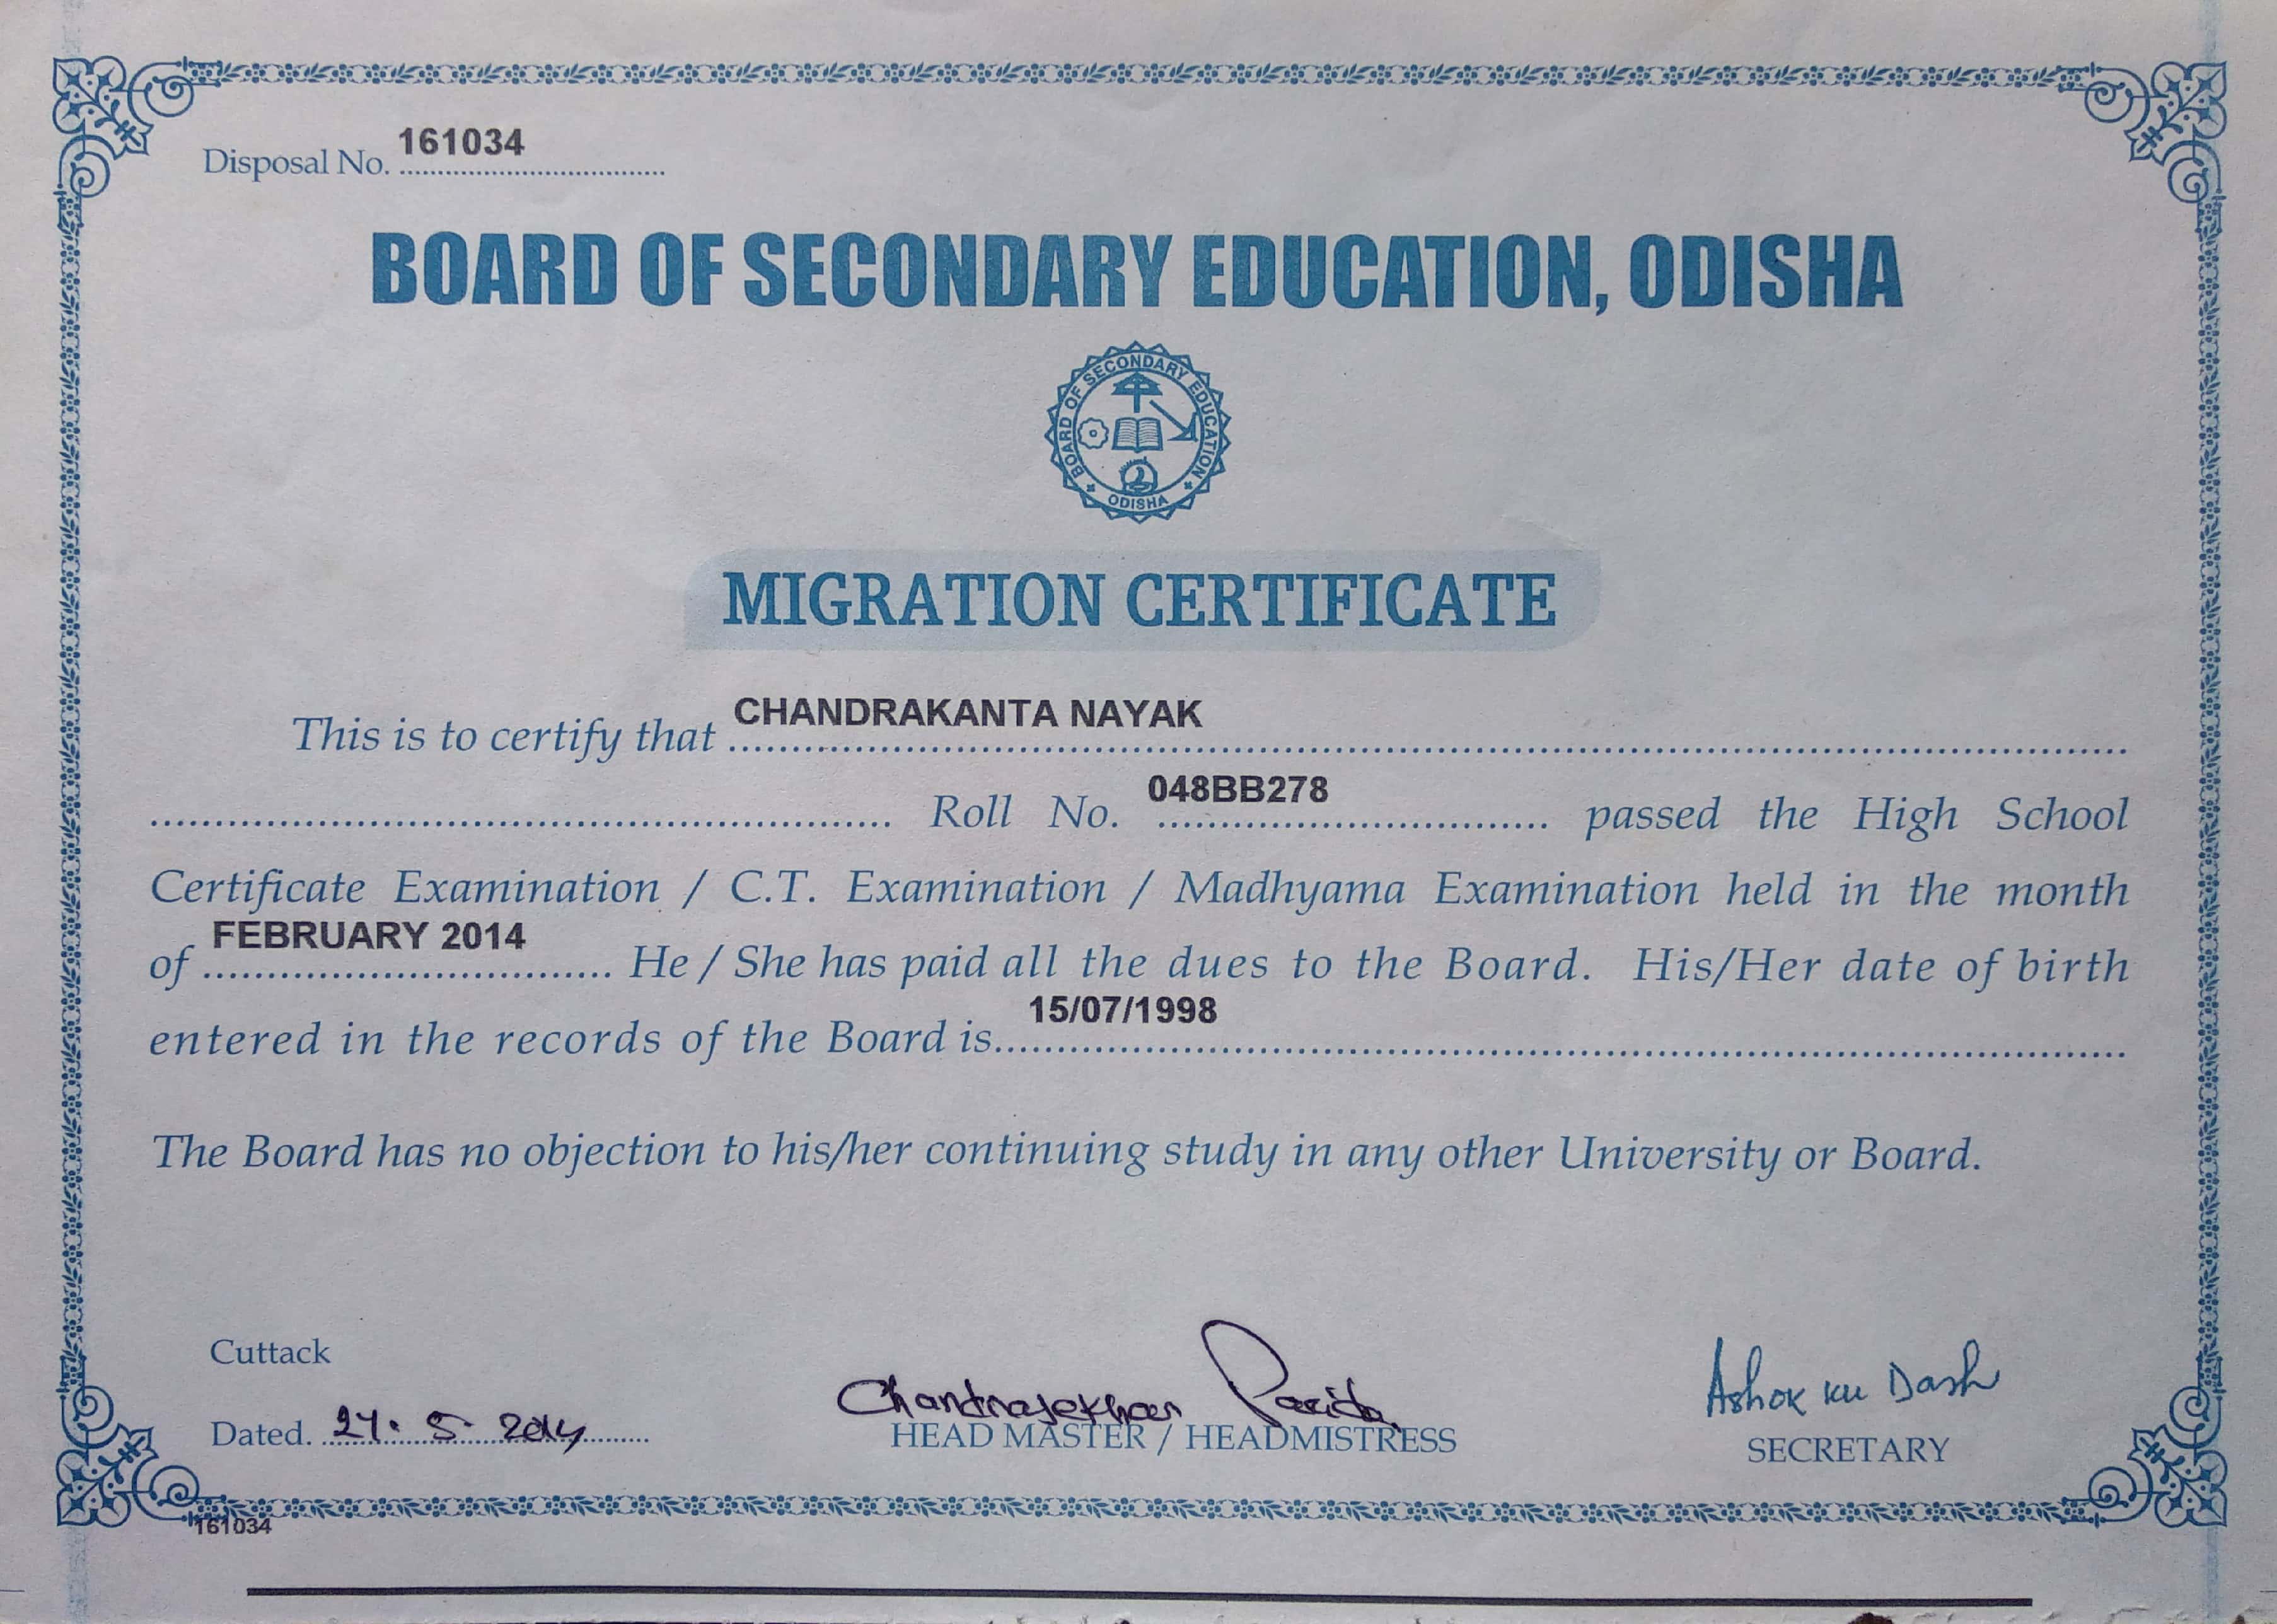 Disposal No. 161034
BOARD OF SECONDARY EDUCATION, ODISHA
BOARD OF SECONDARY EDUCATION
ODISHA
MIGRATION CERTIFICATE
This is to certify that CHANDRAKANTA NAYAK
Roll No. 048BB278 passed the High School
Certificate Examination / C.T. Examination / Madhyama Examination held in the month
of FEBRUARY 2014 He / She has paid all the dues to the Board. His/Her date of birth
entered in the records of the Board is 15/07/1998
The Board has no objection to his/her continuing study in any other University or Board.
Cuttack
Chandrasekhar Parida
Ashok ku Dash
Dated. 5. 2014
HEAD MASTER / HEADMISTRESS
SECRETARY
161034